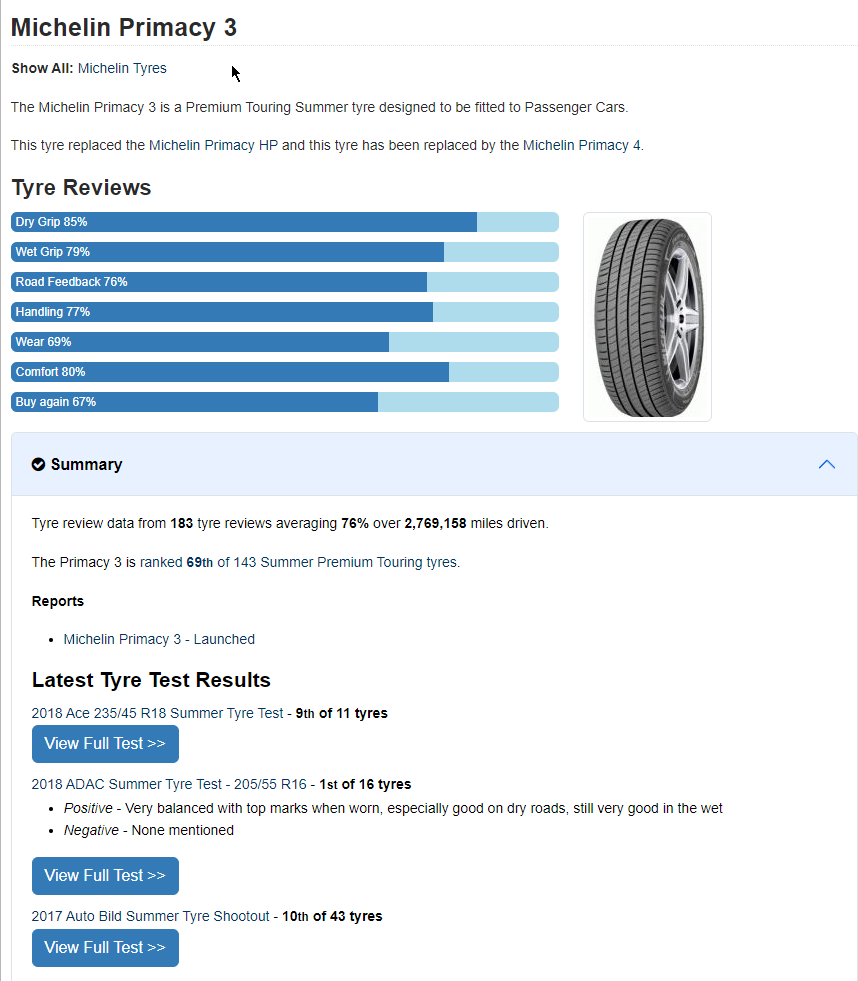 Michelin Primacy 3
Show All: Michelin Tyres
The Michelin Primacy 3 is a Premium Touring Summer tyre designed to be fitted to Passenger Cars.
This tyre replaced the Michelin Primacy HP and this tyre has been replaced by the Michelin Primacy 4.
Tyre Reviews
Dry Grip 85%
Wet Grip 79%
Road Feedback 76%
Handling 77%
Wear 69%
Comfort 80%
Buy again 67%
Summary
Tyre review data from 183 tyre reviews averaging 76% over 2,769,158 miles driven.
The Primacy 3 is ranked 69th of 143 Summer Premium Touring tyres.
Reports
• Michelin Primacy 3 - Launched
Latest Tyre Test Results
2018 Ace 235/45 R18 Summer Tyre Test - 9th of 11 tyres
View Full Test >>
2018 ADAC Summer Tyre Test - 205/55 R16 - 1st of 16 tyres
• Positive - Very balanced with top marks when worn, especially good on dry roads, still very good in the wet
• Negative - None mentioned
View Full Test >>
2017 Auto Bild Summer Tyre Shootout - 10th of 43 tyres
View Full Test >>